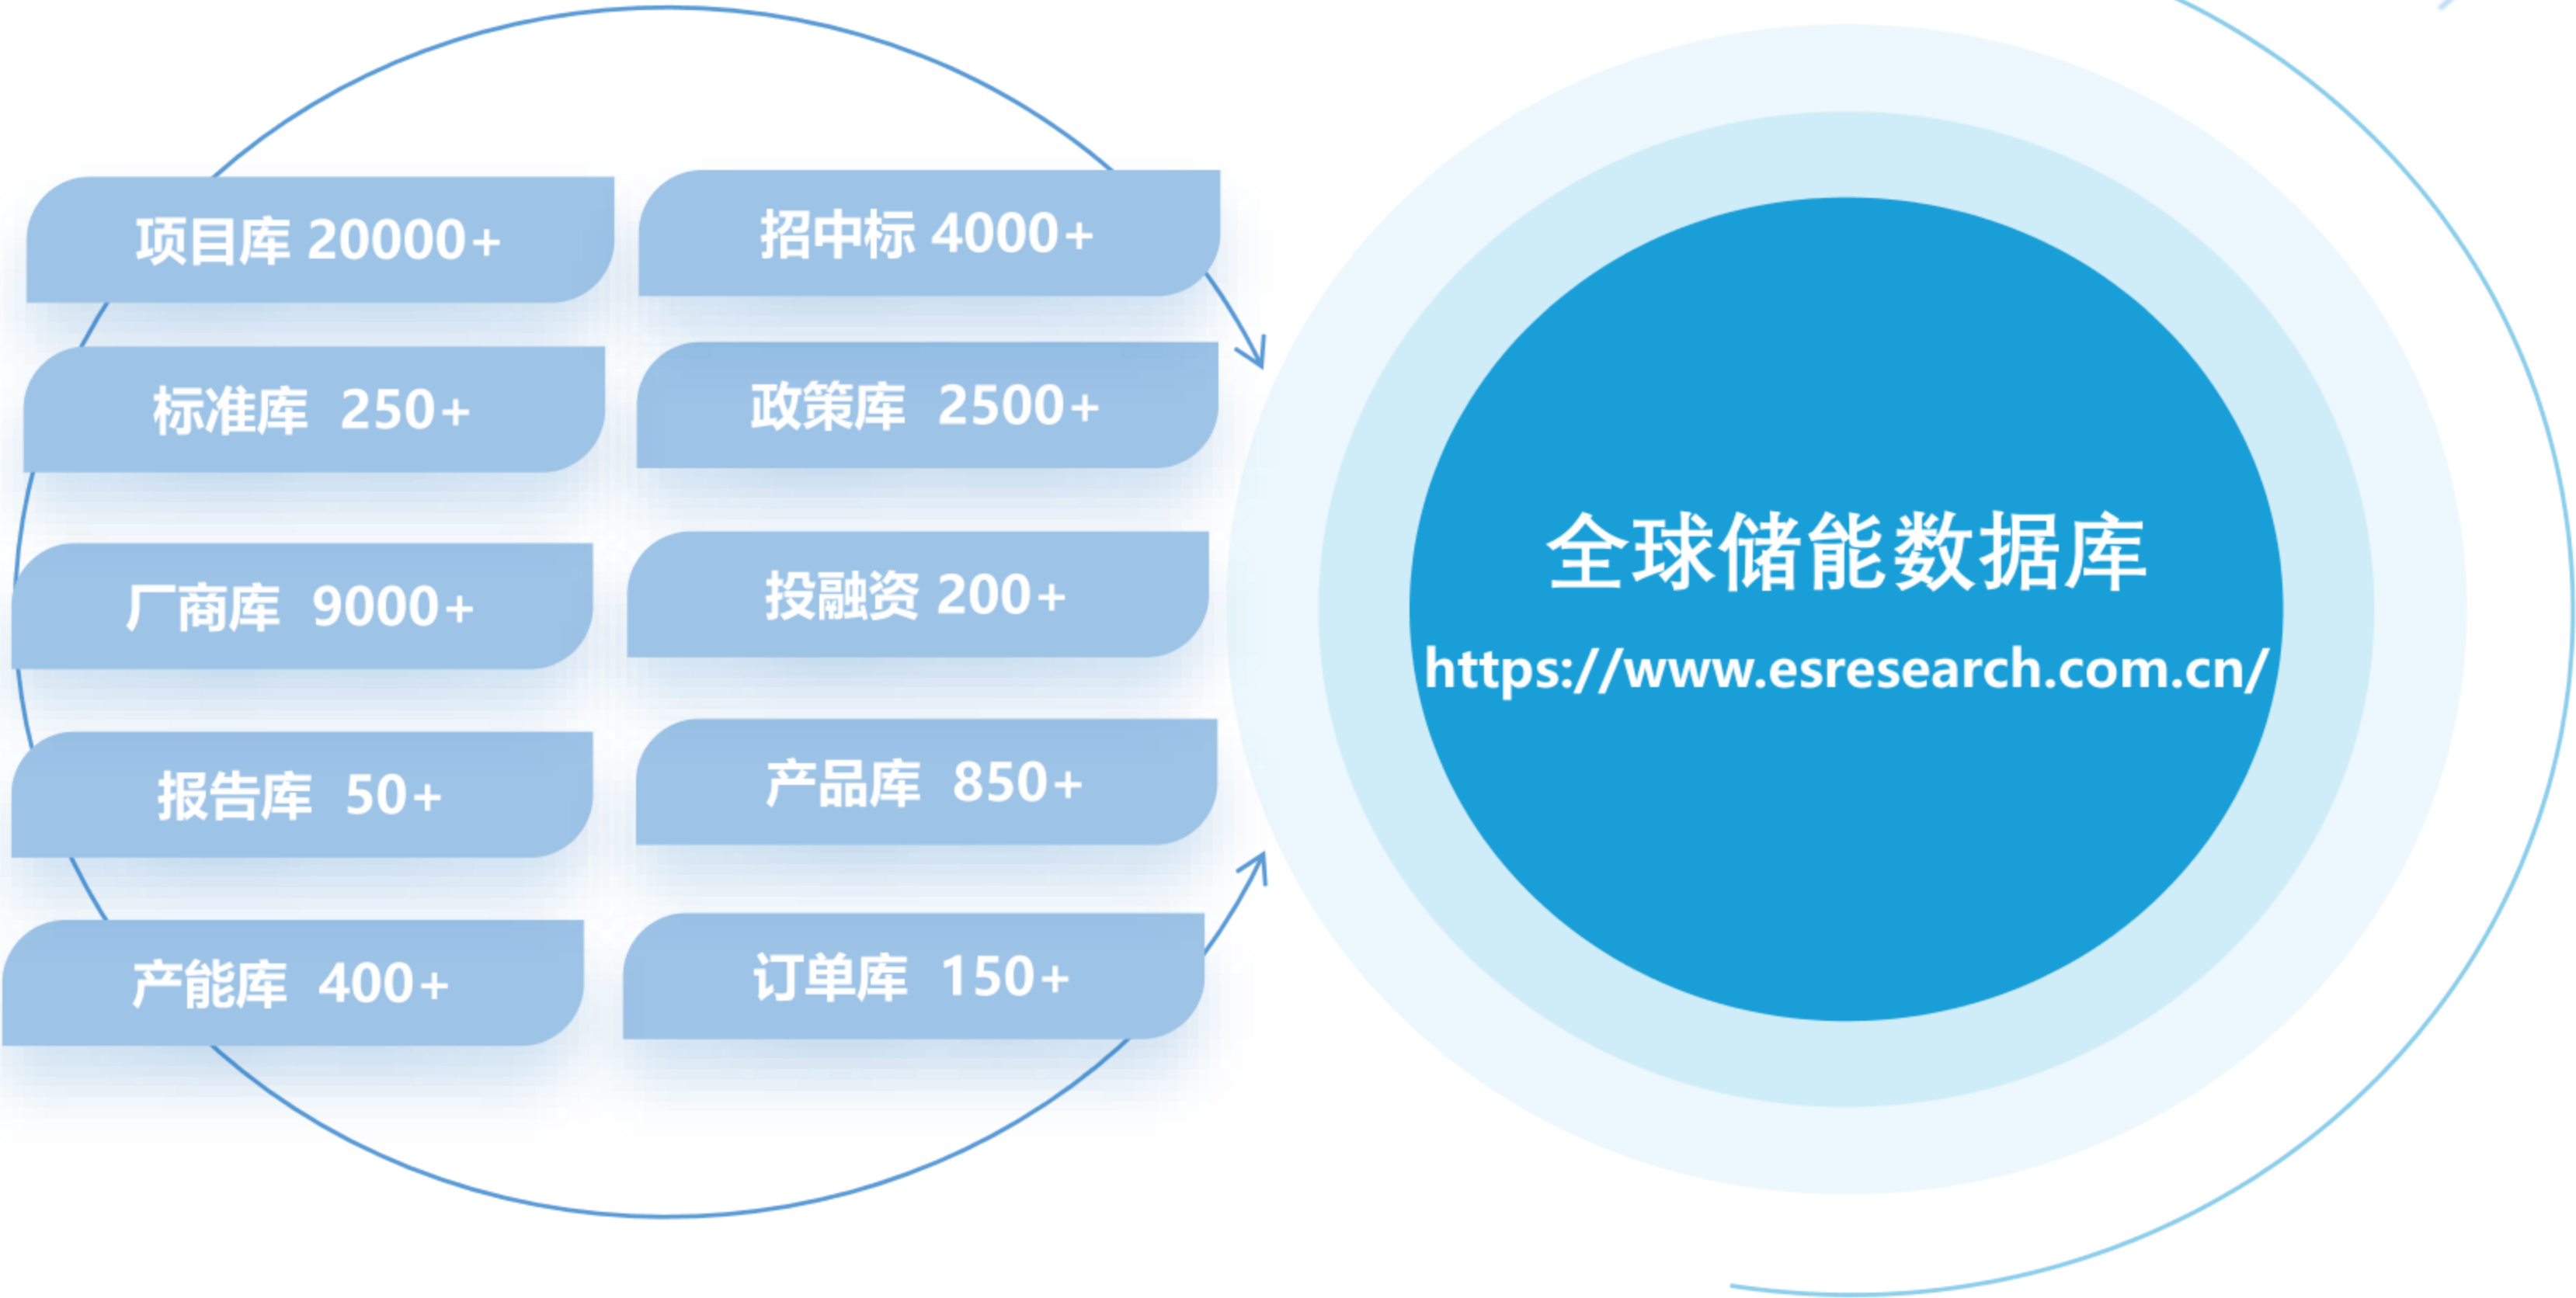 项目库 20000+
招中标 4000+
标准库 250+
政策库 2500+
厂商库 9000+
投融资 200+
报告库 50+
产品库 850+
产能库 400+
订单库 150+
全球储能数据库
https://www.esresearch.com.cn/